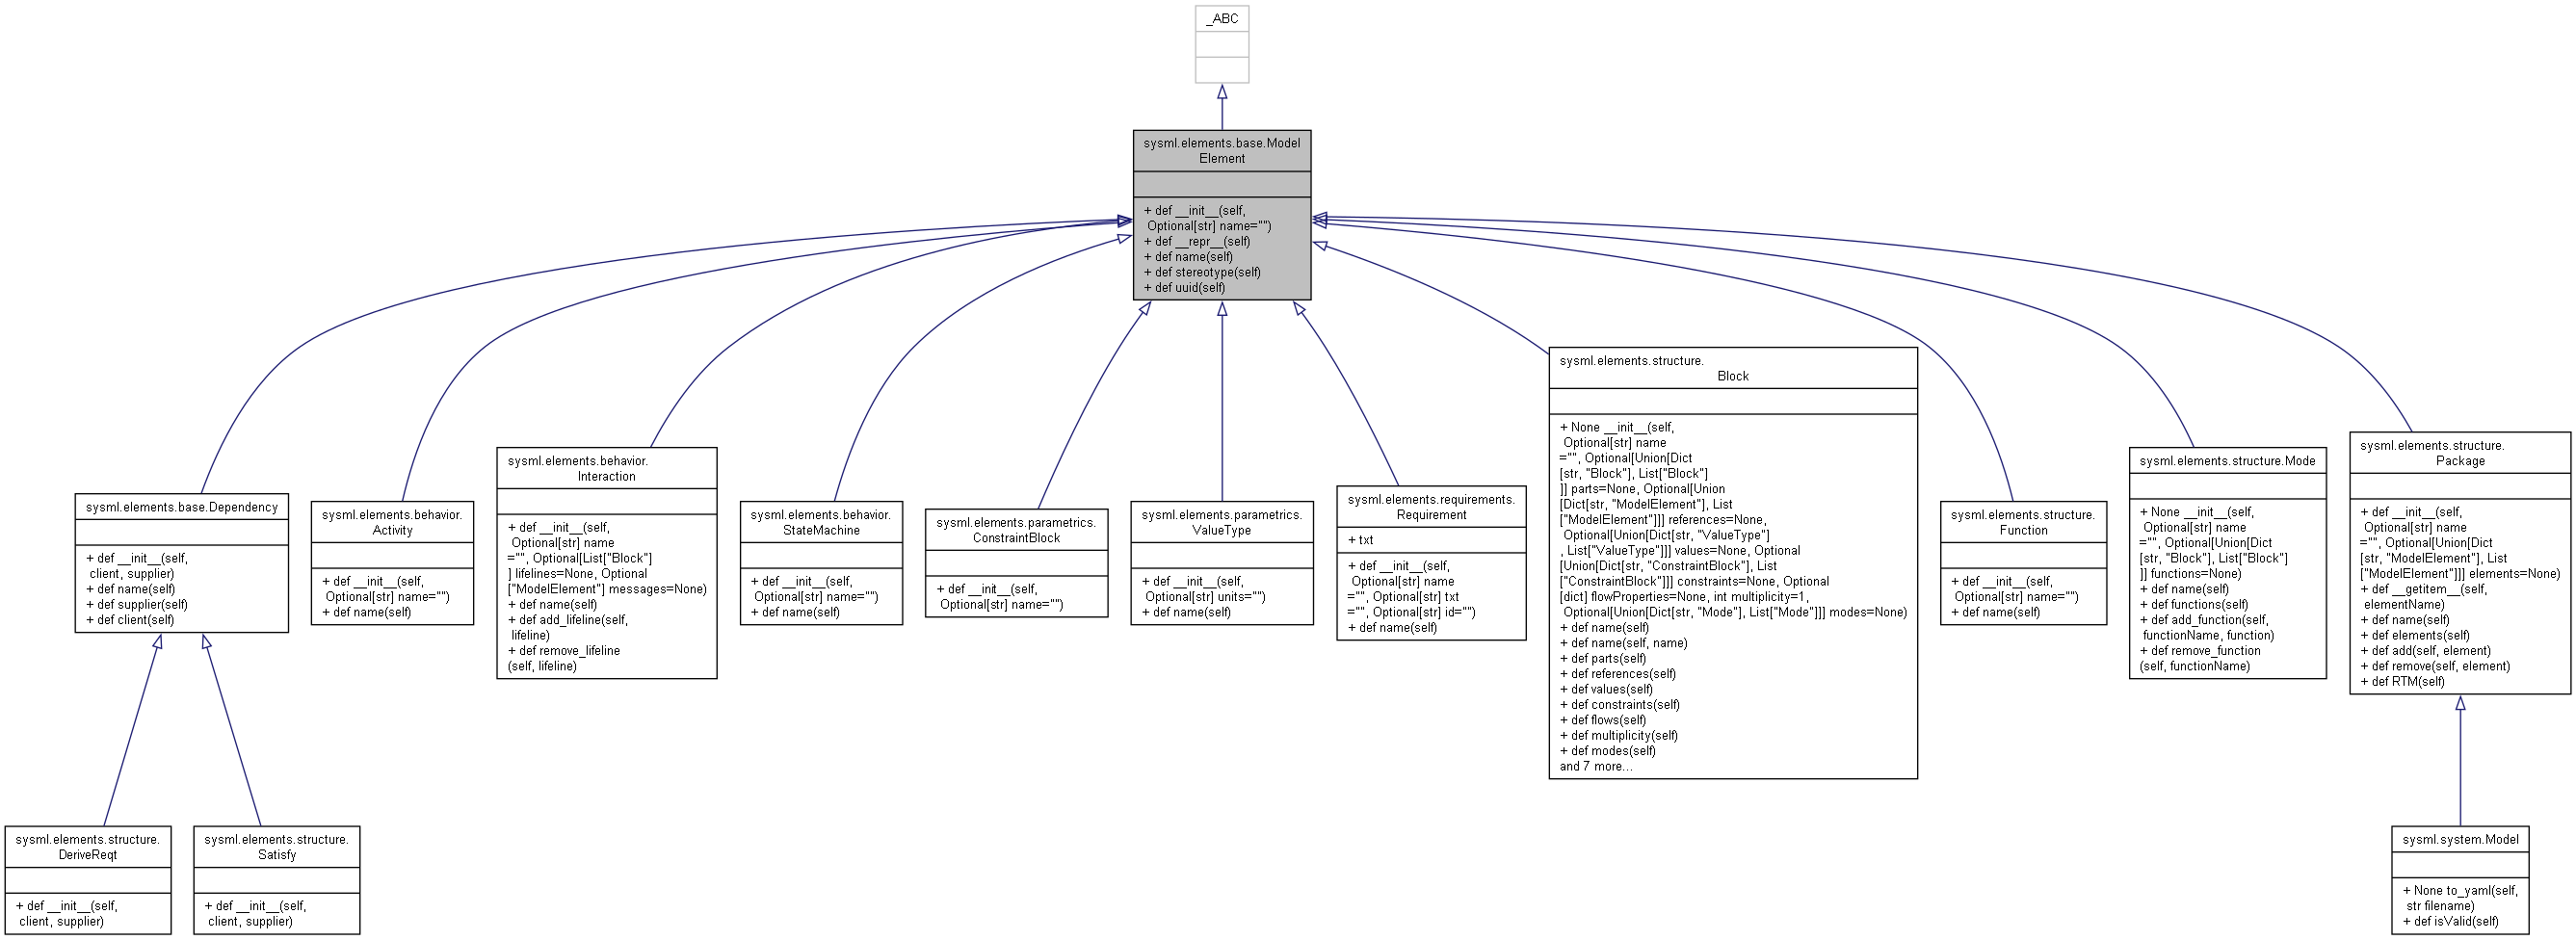 _ABC
sysml.elements.base.Model
Element
+ def __init__(self,
Optional[str] name="")
+ def __repr__(self)
+ def name(self)
+ def stereotype(self)
+ def uuid(self)
sysml.elements.base.Dependency
+ def __init__(self,
client, supplier)
+ def name(self)
+ def supplier(self)
+ def client(self)
sysml.elements.behavior.
Activity
+ def __init__(self,
Optional[str] name="")
+ def name(self)
sysml.elements.behavior.
Interaction
+ def __init__(self,
Optional[str] name
="", Optional[List["Block"]
] lifelines=None, Optional
["ModelElement"] messages=None)
+ def name(self)
+ def add_lifeline(self,
lifeline)
+ def remove_lifeline
(self, lifeline)
sysml.elements.behavior.
StateMachine
+ def __init__(self,
Optional[str] name="")
+ def name(self)
sysml.elements.parametrics.
ConstraintBlock
+ def __init__(self,
Optional[str] name="")
sysml.elements.parametrics.
ValueType
+ def __init__(self,
Optional[str] units="")
+ def name(self)
sysml.elements.requirements.
Requirement
+ txt
+ def __init__(self,
Optional[str] name
="", Optional[str] txt
="", Optional[str] id="")
+ def name(self)
sysml.elements.structure.
Block
+ None __init__(self,
Optional[str] name
="", Optional[Union[Dict
[str, "Block"], List["Block"]
]] parts=None, Optional[Union
[Dict[str, "ModelElement"], List
["ModelElement"]]] references=None,
Optional[Union[Dict[str, "ValueType"]
, List["ValueType"]]] values=None, Optional
[Union[Dict[str, "ConstraintBlock"], List
["ConstraintBlock"]]] constraints=None, Optional
[dict] flowProperties=None, int multiplicity=1,
Optional[Union[Dict[str, "Mode"], List["Mode"]]] modes=None)
+ def name(self)
+ def name(self, name)
+ def parts(self)
+ def references(self)
+ def values(self)
+ def constraints(self)
+ def flows(self)
+ def multiplicity(self)
+ def modes(self)
and 7 more...
sysml.elements.structure.
Function
+ def __init__(self,
Optional[str] name="")
+ def name(self)
sysml.elements.structure.Mode
+ None __init__(self,
Optional[str] name
="", Optional[Union[Dict
[str, "Block"], List["Block"]
]] functions=None)
+ def name(self)
+ def functions(self)
+ def add_function(self,
functionName, function)
+ def remove_function
(self, functionName)
sysml.elements.structure.
Package
+ def __init__(self,
Optional[str] name
="", Optional[Union[Dict
[str, "ModelElement"], List
["ModelElement"]]] elements=None)
+ def __getitem__(self,
elementName)
+ def name(self)
+ def elements(self)
+ def add(self, element)
+ def remove(self, element)
+ def RTM(self)
sysml.elements.structure.
DeriveReqt
+ def __init__(self,
client, supplier)
sysml.elements.structure.
Satisfy
+ def __init__(self,
client, supplier)
sysml.system.Model
+ None to_yaml(self,
str filename)
+ def isValid(self)